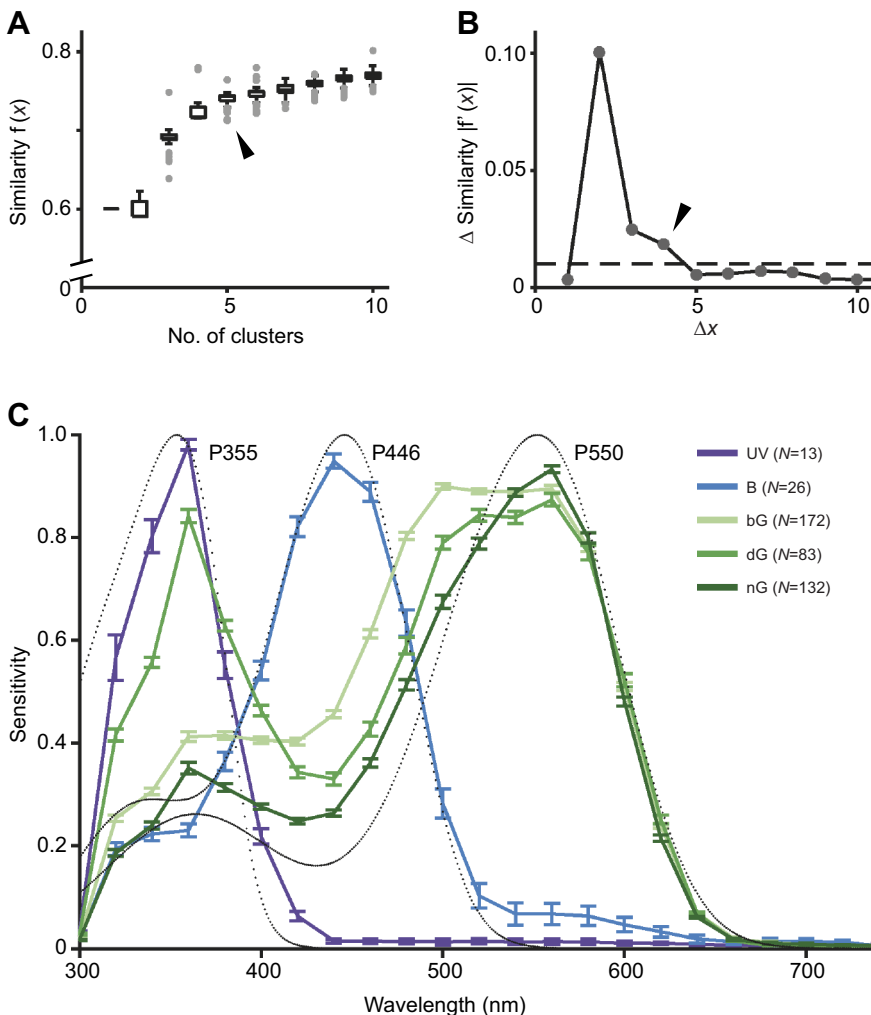 A
0.8
0.6
0
0
5
10
Similarity f (x)
No. of clusters
B
0.10
0.05
0
0
5
10
Δ Similarity |f'(x)|
Δx
C
1.0
0.8
0.6
0.4
0.2
0
300
400
500
600
700
Sensitivity
Wavelength (nm)
P355
P446
P550
UV (N=13)
B (N=26)
bG (N=172)
dG (N=83)
nG (N=132)